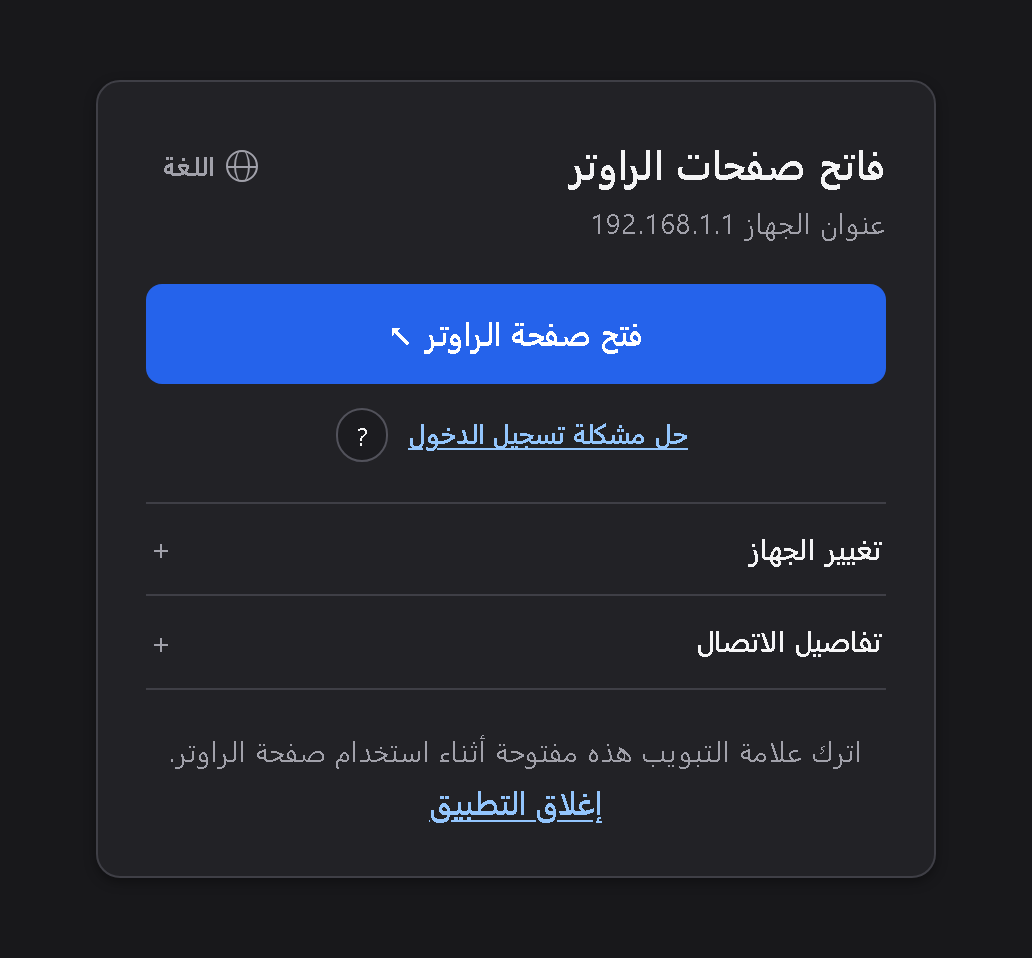 فاتح صفحات الراوتر
اللغة
عنوان الجهاز 192.168.1.1
فتح صفحة الراوتر ↖
حل مشكلة تسجيل الدخول ?
تغيير الجهاز +
تفاصيل الاتصال +
اترك علامة التبويب هذه مفتوحة أثناء استخدام صفحة الراوتر.
إغلاق التطبيق